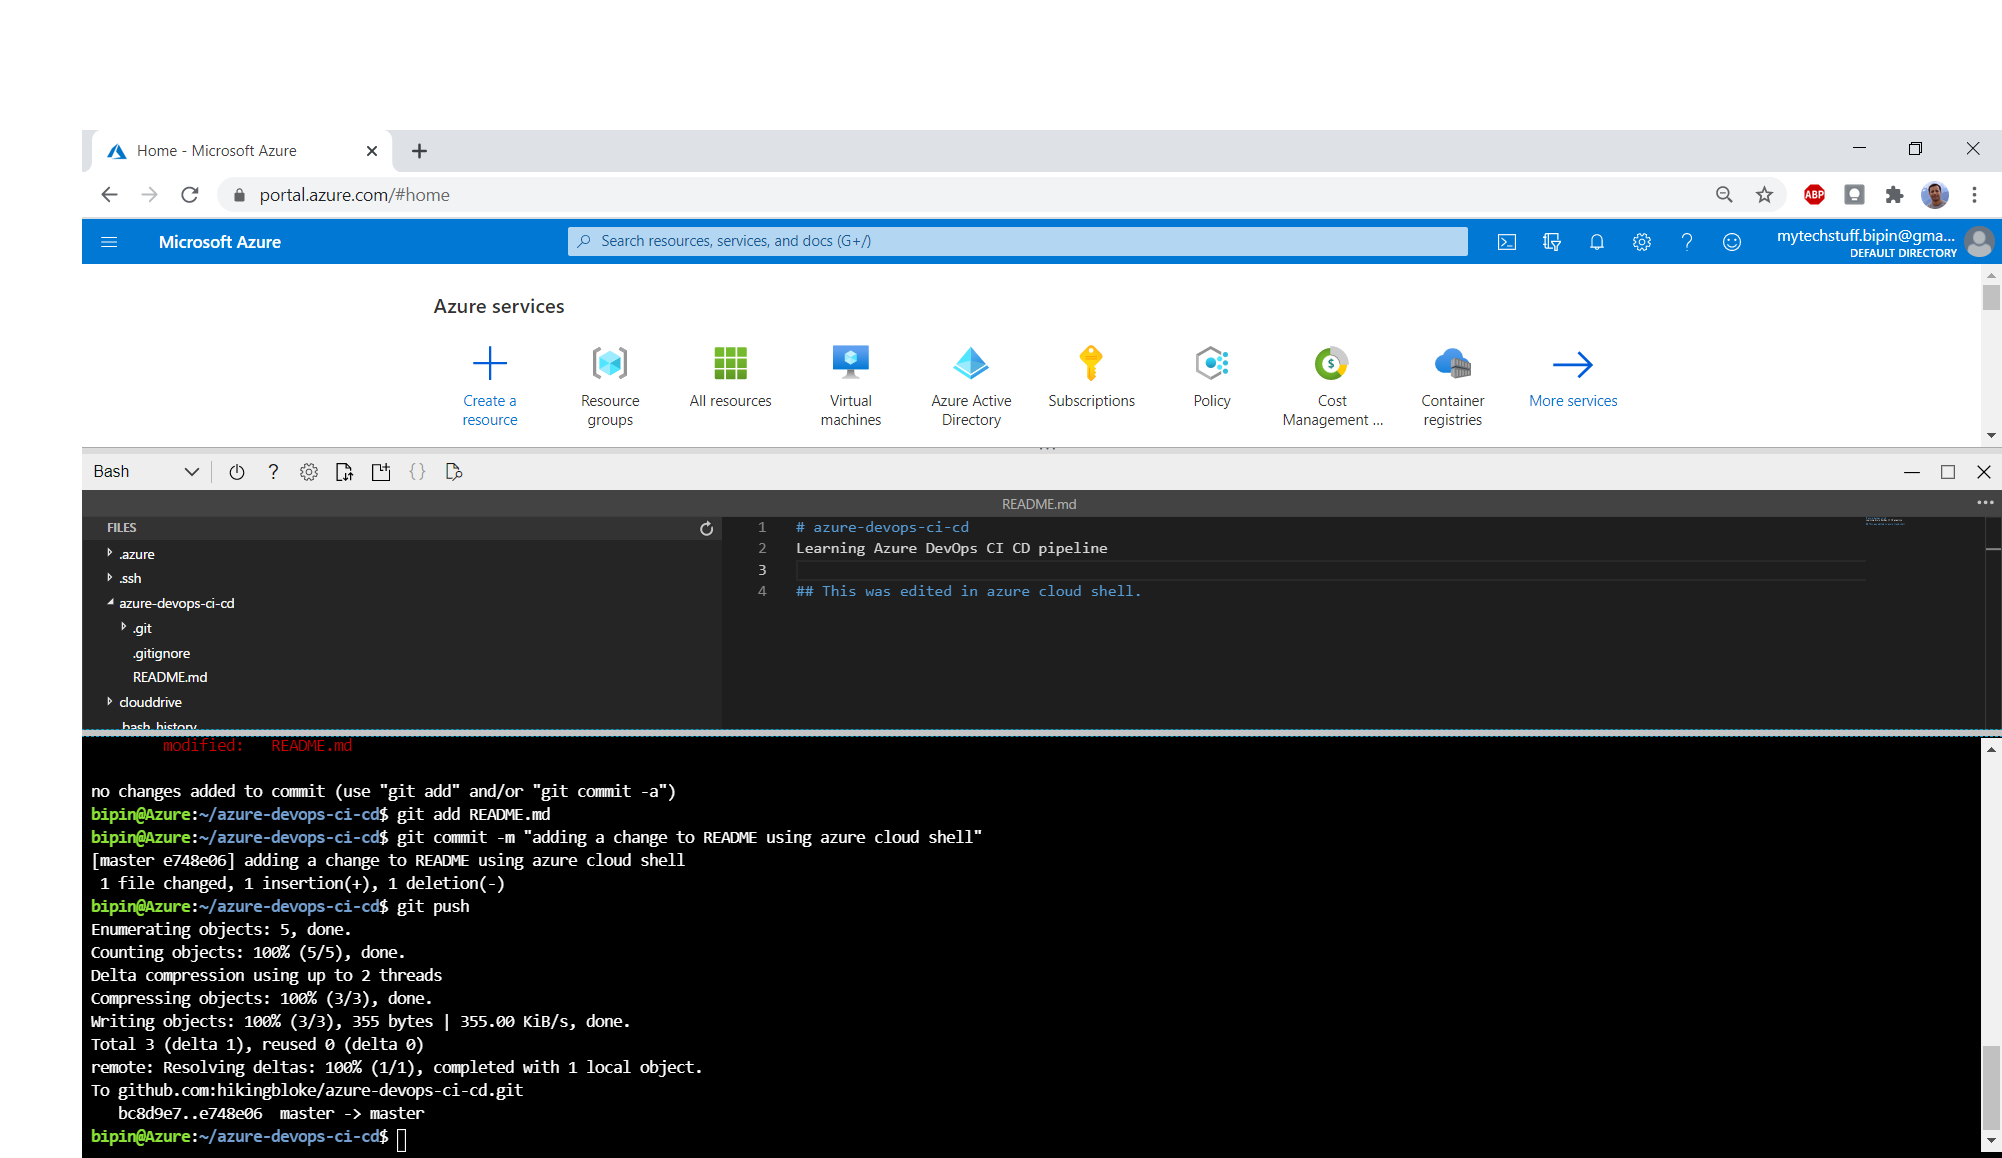 Home - Microsoft Azure
portal.azure.com/#home
ABP
Microsoft Azure
Search resources, services, and docs (G+/)
mytechstuff.bipin@gma...
DEFAULT DIRECTORY
Azure services
Create a resource
Resource groups
All resources
Virtual machines
Azure Active Directory
Subscriptions
Policy
Cost Management ...
Container registries
More services
Bash
README.md
FILES
.azure
.ssh
azure-devops-ci-cd
.git
.gitignore
README.md
clouddrive
.bash_history
1 # azure-devops-ci-cd
2 Learning Azure DevOps CI CD pipeline
3
4 ## This was edited in azure cloud shell.
modified: README.md
no changes added to commit (use "git add" and/or "git commit -a")
bipin@Azure:~/azure-devops-ci-cd$ git add README.md
bipin@Azure:~/azure-devops-ci-cd$ git commit -m "adding a change to README using azure cloud shell"
[master e748e06] adding a change to README using azure cloud shell
1 file changed, 1 insertion(+), 1 deletion(-)
bipin@Azure:~/azure-devops-ci-cd$ git push
Enumerating objects: 5, done.
Counting objects: 100% (5/5), done.
Delta compression using up to 2 threads
Compressing objects: 100% (3/3), done.
Writing objects: 100% (3/3), 355 bytes | 355.00 KiB/s, done.
Total 3 (delta 1), reused 0 (delta 0)
remote: Resolving deltas: 100% (1/1), completed with 1 local object.
To github.com:hikingbloke/azure-devops-ci-cd.git
bc8d9e7..e748e06 master -> master
bipin@Azure:~/azure-devops-ci-cd$